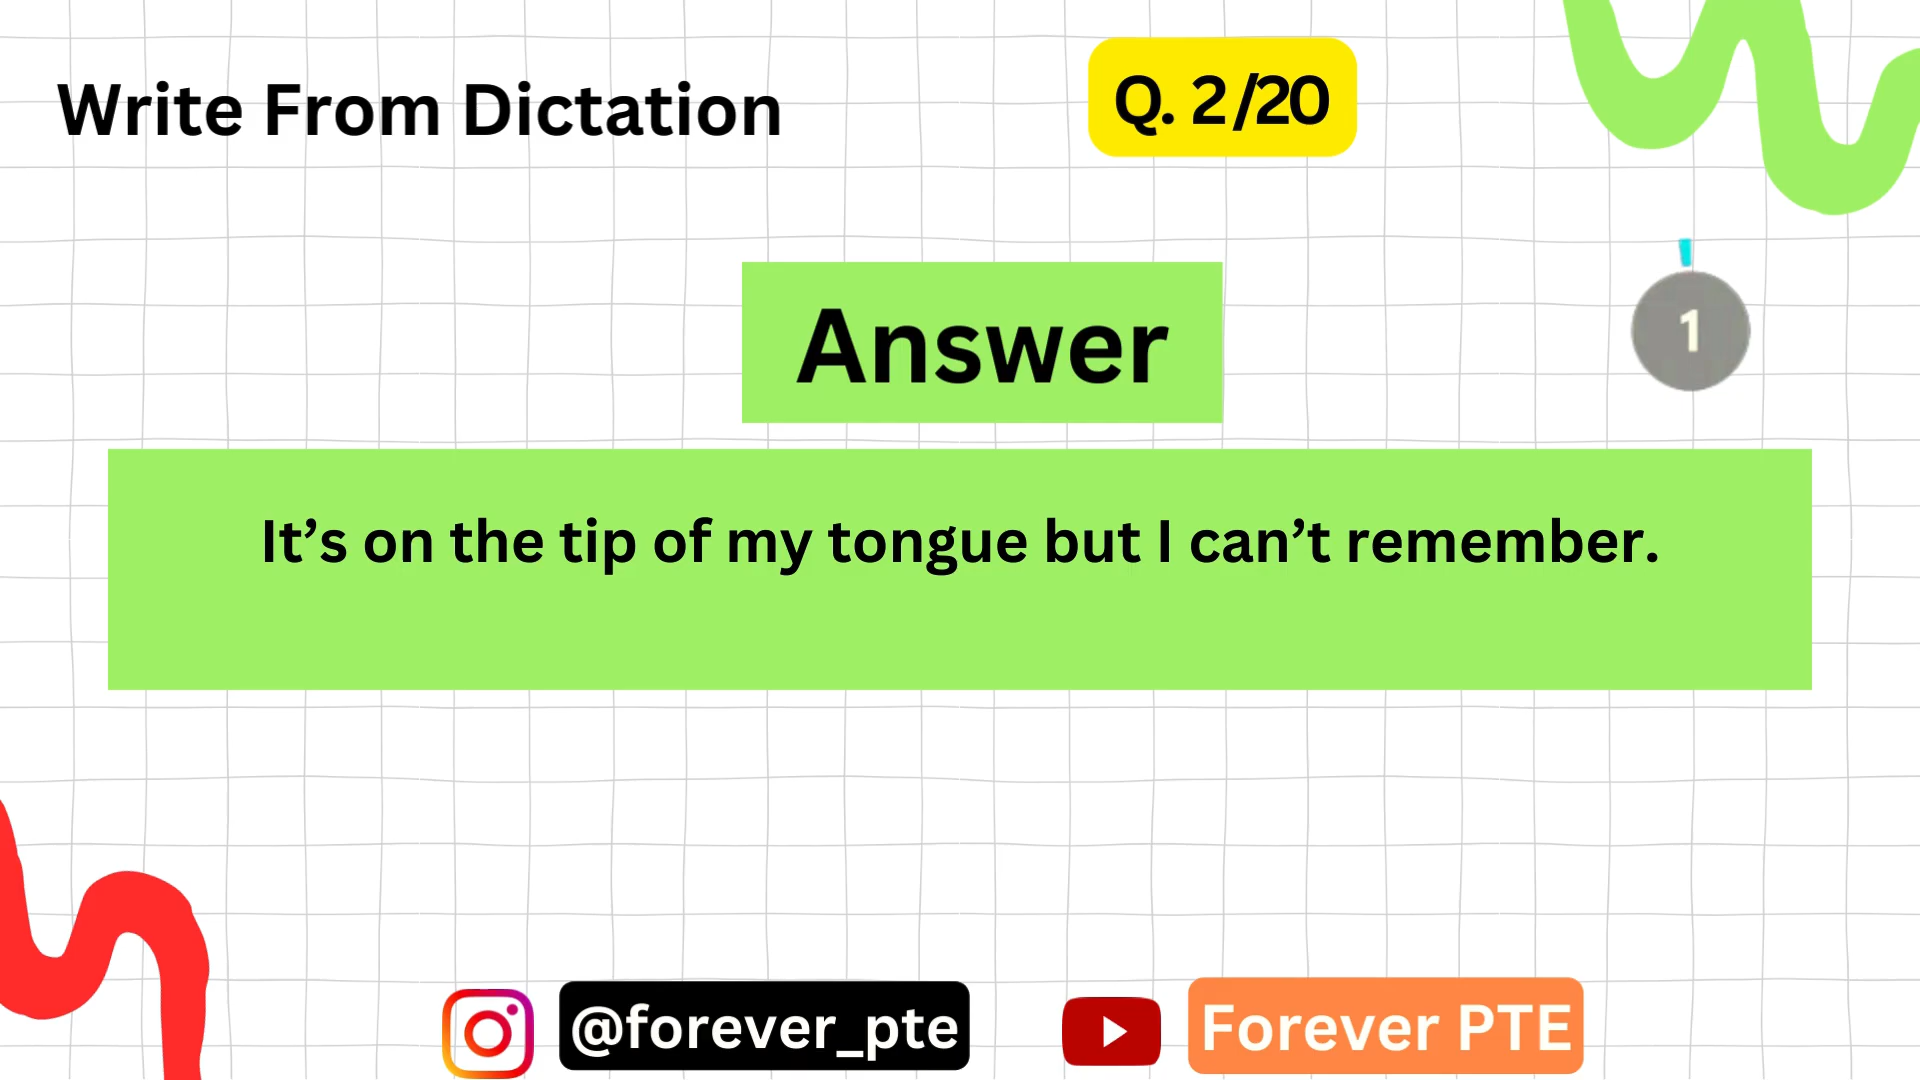 Write From Dictation
Q. 2/20
Answer
1
It’s on the tip of my tongue but I can’t remember.
@forever_pte
Forever PTE